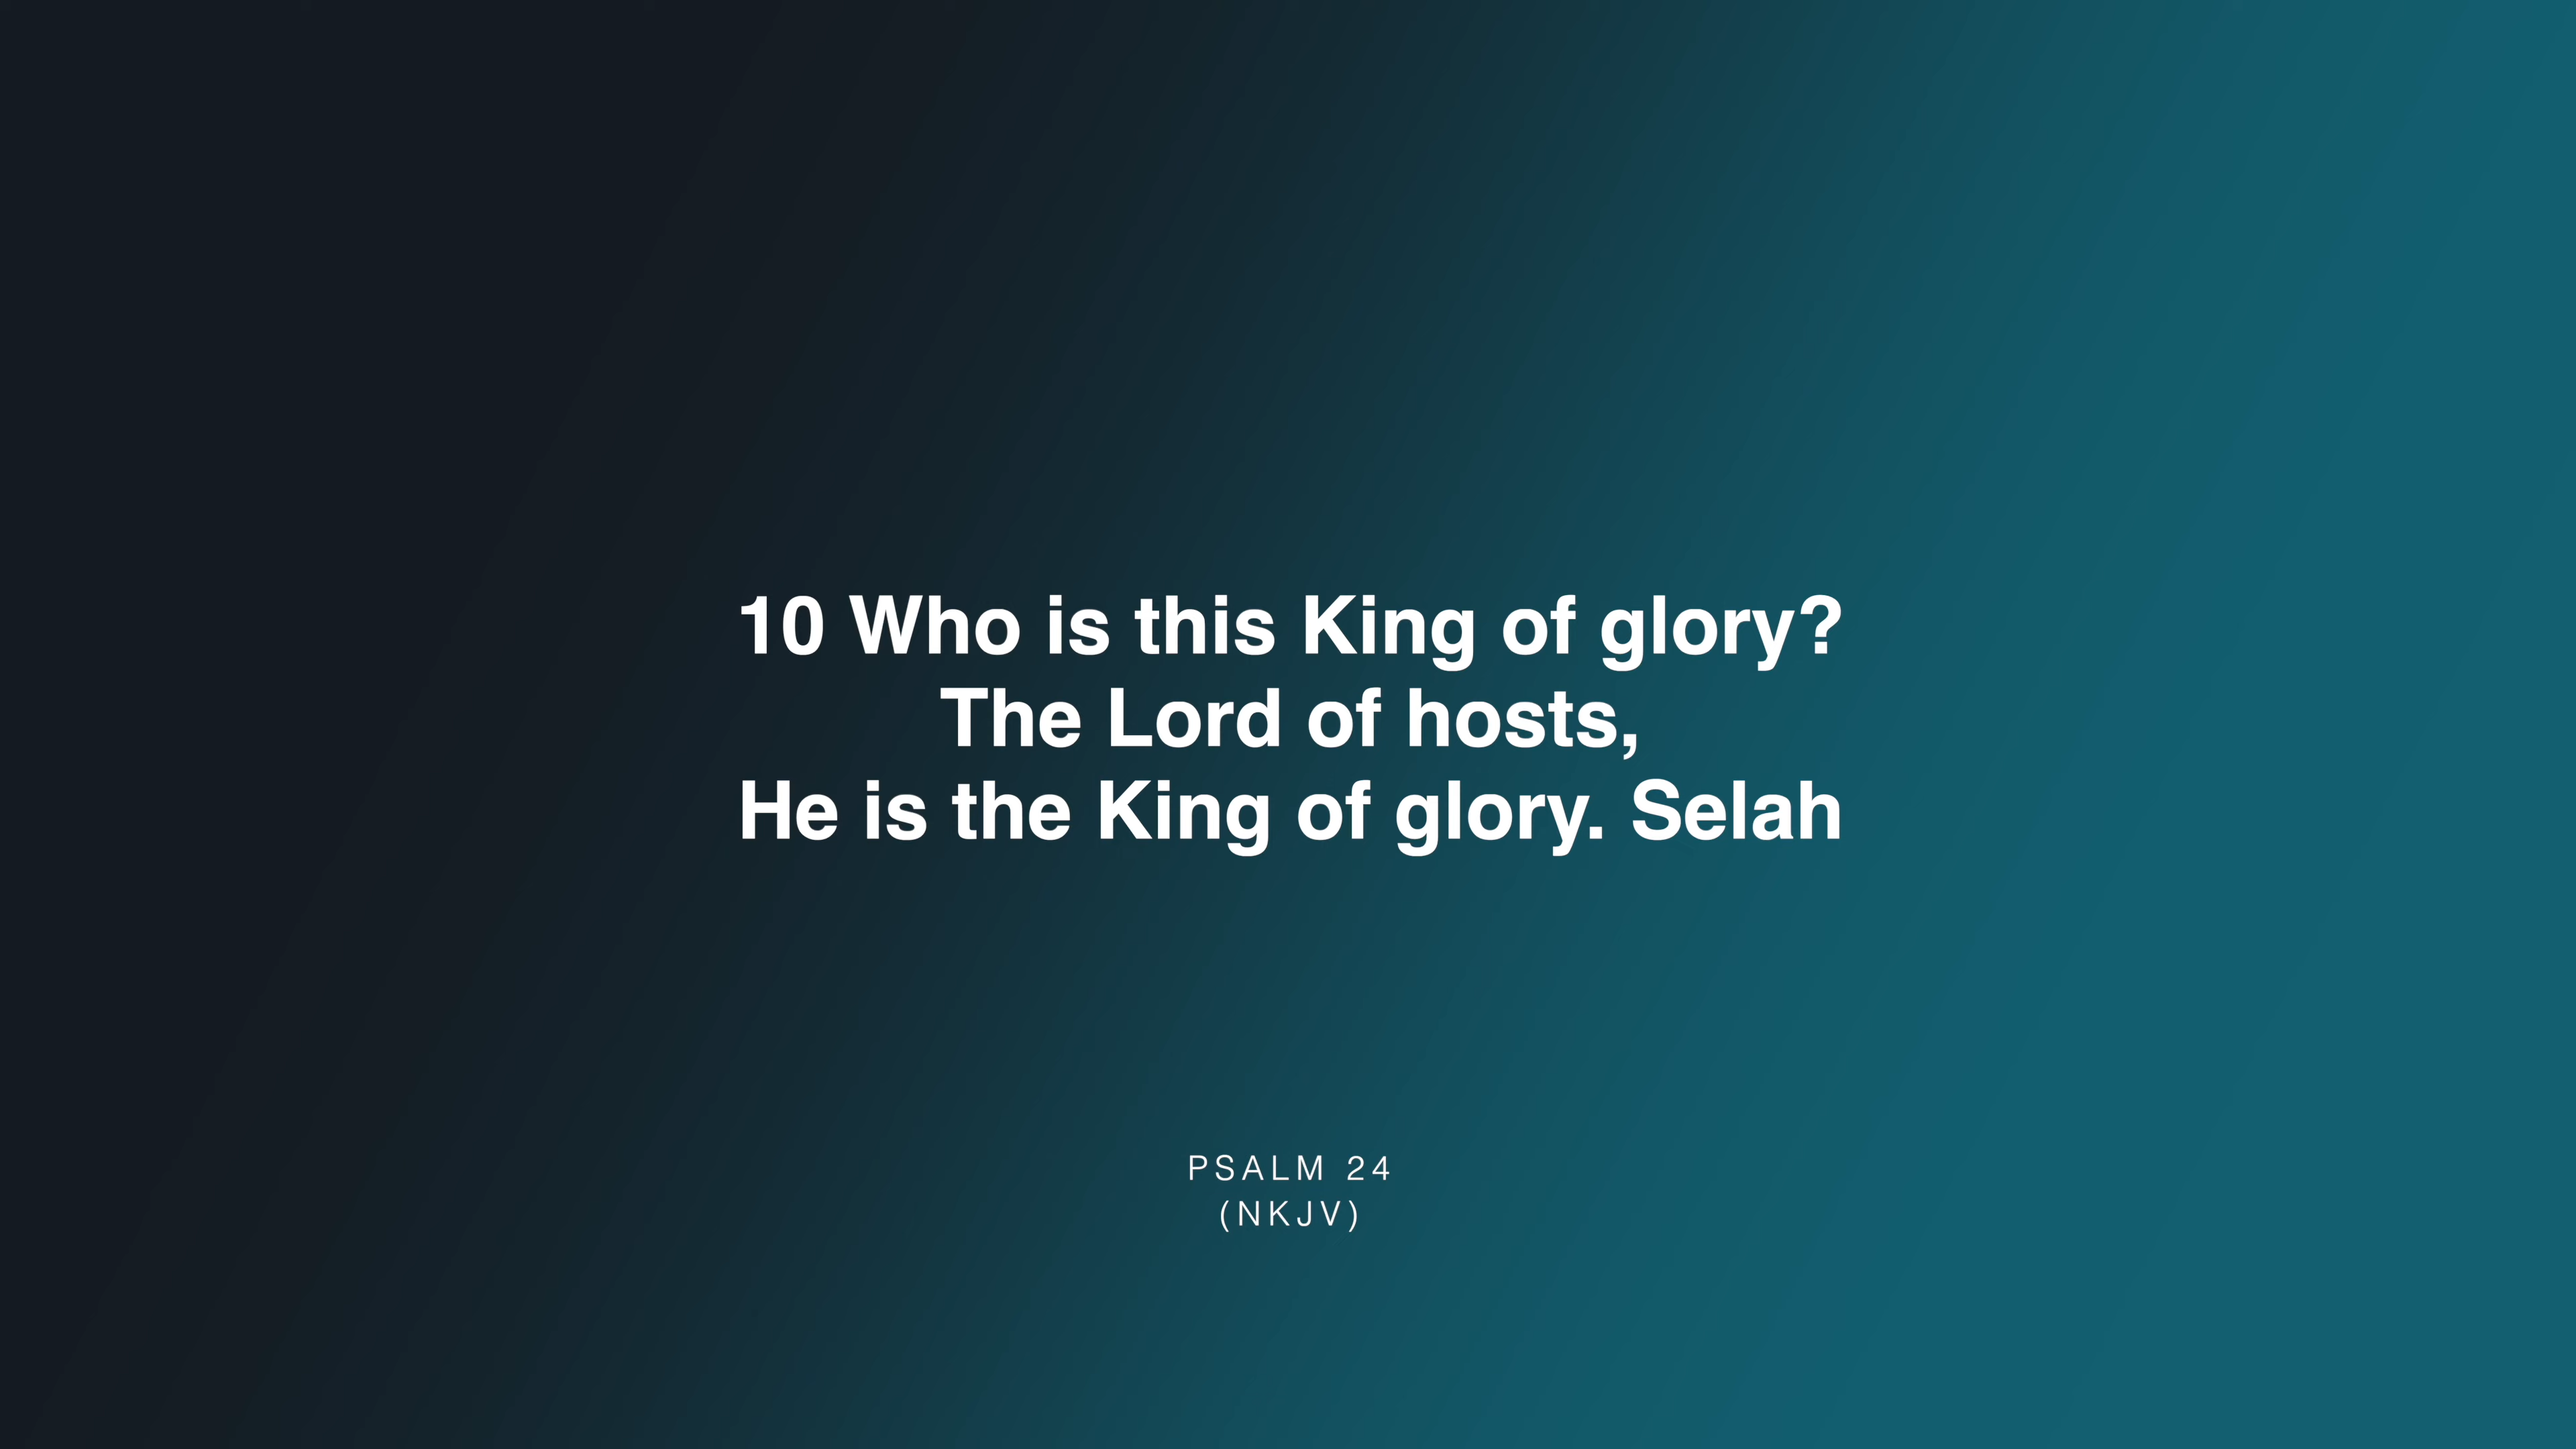 10 Who is this King of glory?
The Lord of hosts,
He is the King of glory. Selah
PSALM 24
(NKJV)